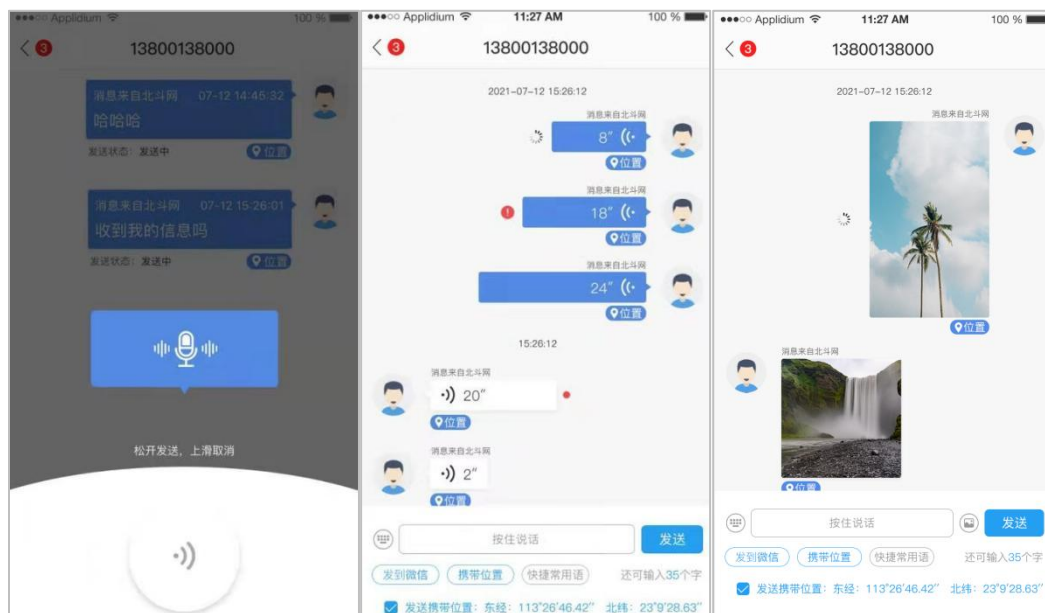 ●●●○○ Applidium 100 %
3 13800138000
消息来自北斗网 07-12 14:45:32
哈哈哈
发送状态：发送中 位置
消息来自北斗网 07-12 15:26:01
收到我的信息吗
发送状态：发送中 位置
松开发送，上滑取消
●●●○○ Applidium 11:27 AM 100 %
3 13800138000
2021-07-12 15:26:12
消息来自北斗网
8"
位置
消息来自北斗网
18"
位置
消息来自北斗网
24"
位置
15:26:12
消息来自北斗网
20"
位置
消息来自北斗网
2"
位置
按住说话 发送
发到微信 携带位置 快捷常用语 还可输入35个字
发送携带位置：东经：113°26'46.42" 北纬：23°9'28.63"
●●●○○ Applidium 11:27 AM 100 %
3 13800138000
2021-07-12 15:26:12
消息来自北斗网
位置
消息来自北斗网
位置
按住说话 发送
发到微信 携带位置 快捷常用语 还可输入35个字
发送携带位置：东经：113°26'46.42" 北纬：23°9'28.63"